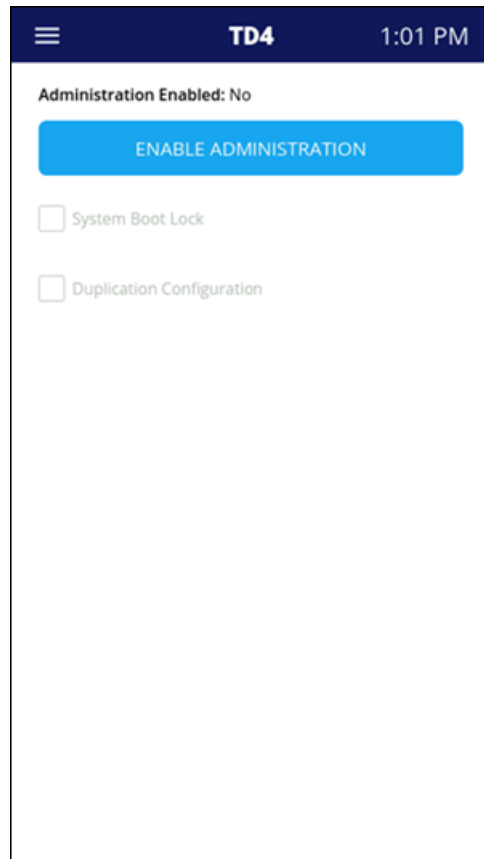 TD4 1:01 PM
Administration Enabled: No
ENABLE ADMINISTRATION
System Boot Lock
Duplication Configuration